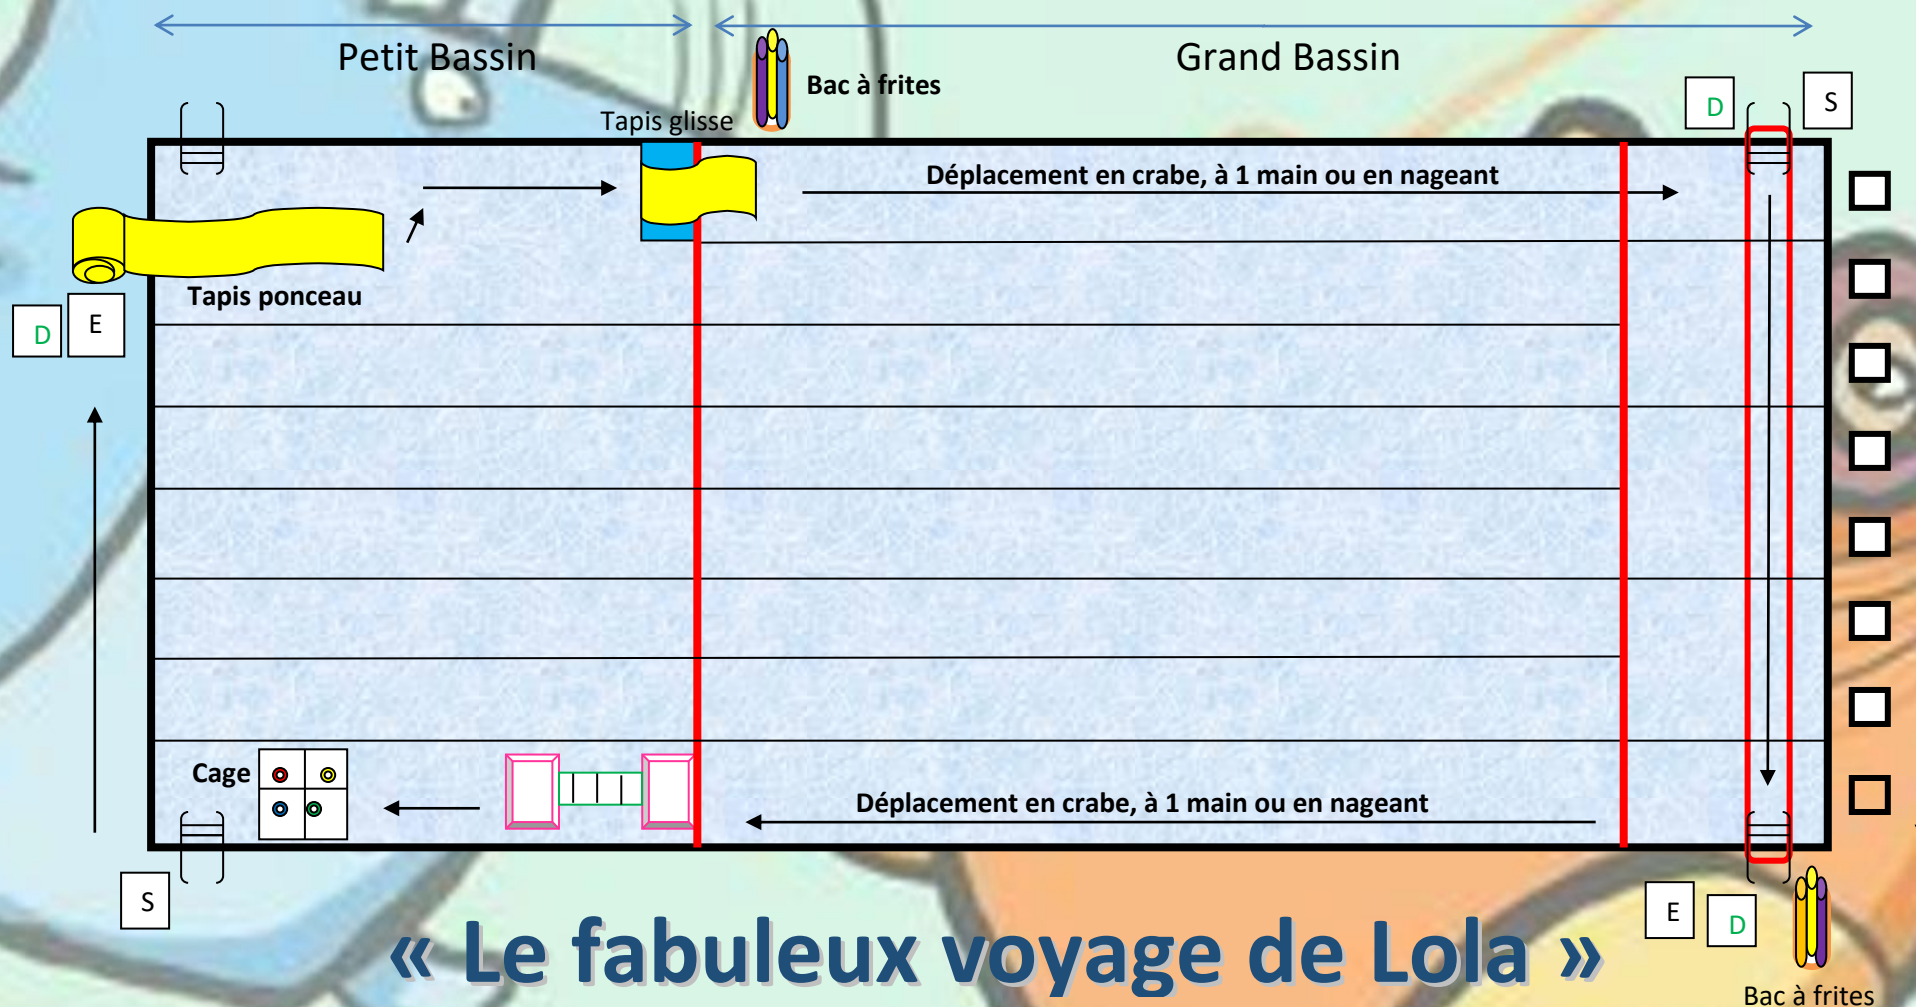 Petit Bassin
Grand Bassin
Bac à frites
Tapis glisse
D
S
Déplacement en crabe, à 1 main ou en nageant
Tapis ponceau
D
E
Cage
Déplacement en crabe, à 1 main ou en nageant
S
E
D
« Le fabuleux voyage de Lola »
Bac à frites